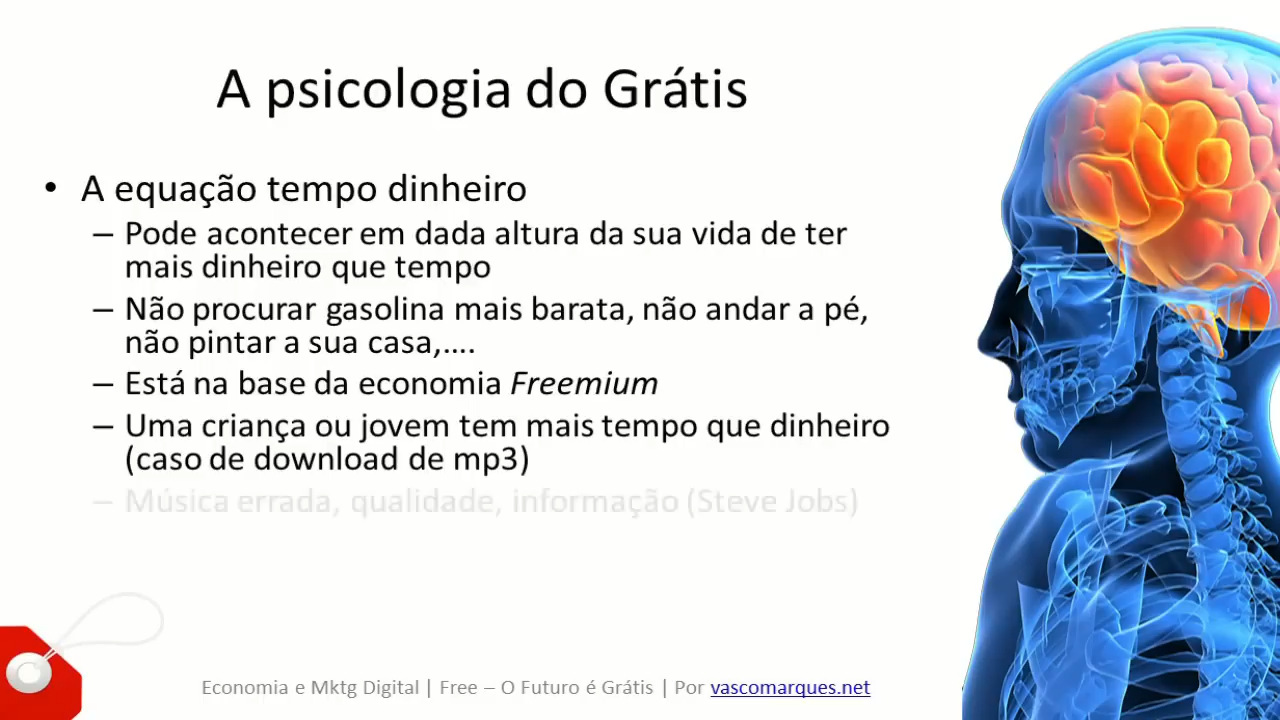 A psicologia do Grátis
• A equação tempo dinheiro
– Pode acontecer em dada altura da sua vida de ter
mais dinheiro que tempo
– Não procurar gasolina mais barata, não andar a pé,
não pintar a sua casa,....
– Está na base da economia Freemium
– Uma criança ou jovem tem mais tempo que dinheiro
(caso de download de mp3)
– Música errada, qualidade, informação (Steve Jobs)
Economia e Mktg Digital | Free – O Futuro é Grátis | Por vascomarques.net